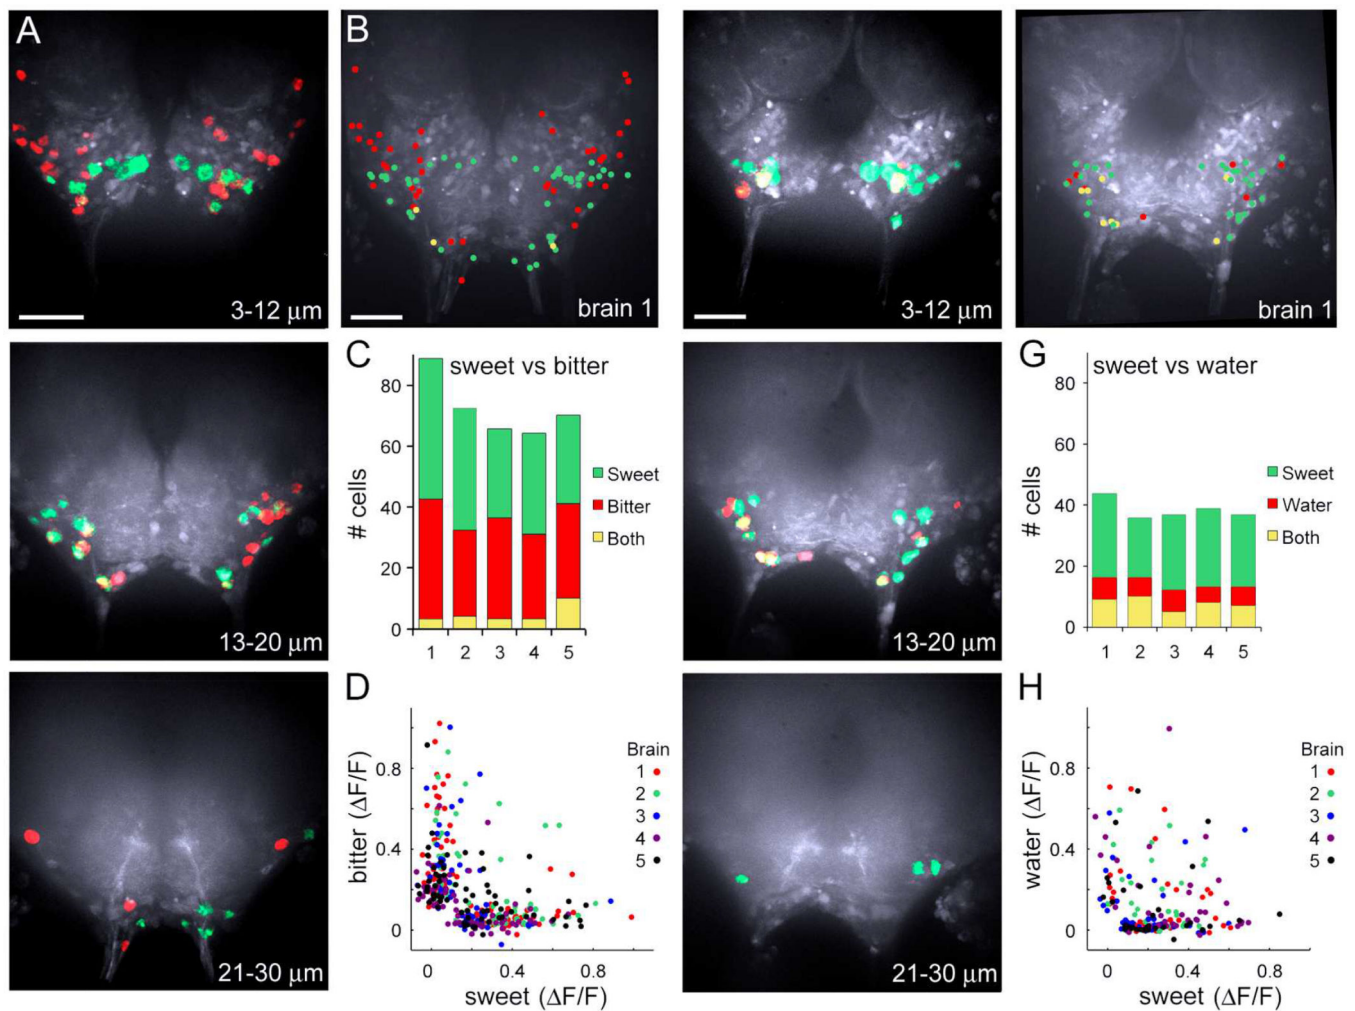 A
3-12 μm
B
brain 1
3-12 μm
brain 1
13-20 μm
C
sweet vs bitter
# cells
80
60
40
20
0
1 2 3 4 5
Sweet
Bitter
Both
13-20 μm
G
sweet vs water
# cells
80
60
40
20
0
1 2 3 4 5
Sweet
Water
Both
21-30 μm
D
bitter (ΔF/F)
0.8
0.4
0
0 0.4 0.8
sweet (ΔF/F)
Brain
1
2
3
4
5
21-30 μm
H
water (ΔF/F)
0.8
0.4
0
0 0.4 0.8
sweet (ΔF/F)
Brain
1
2
3
4
5